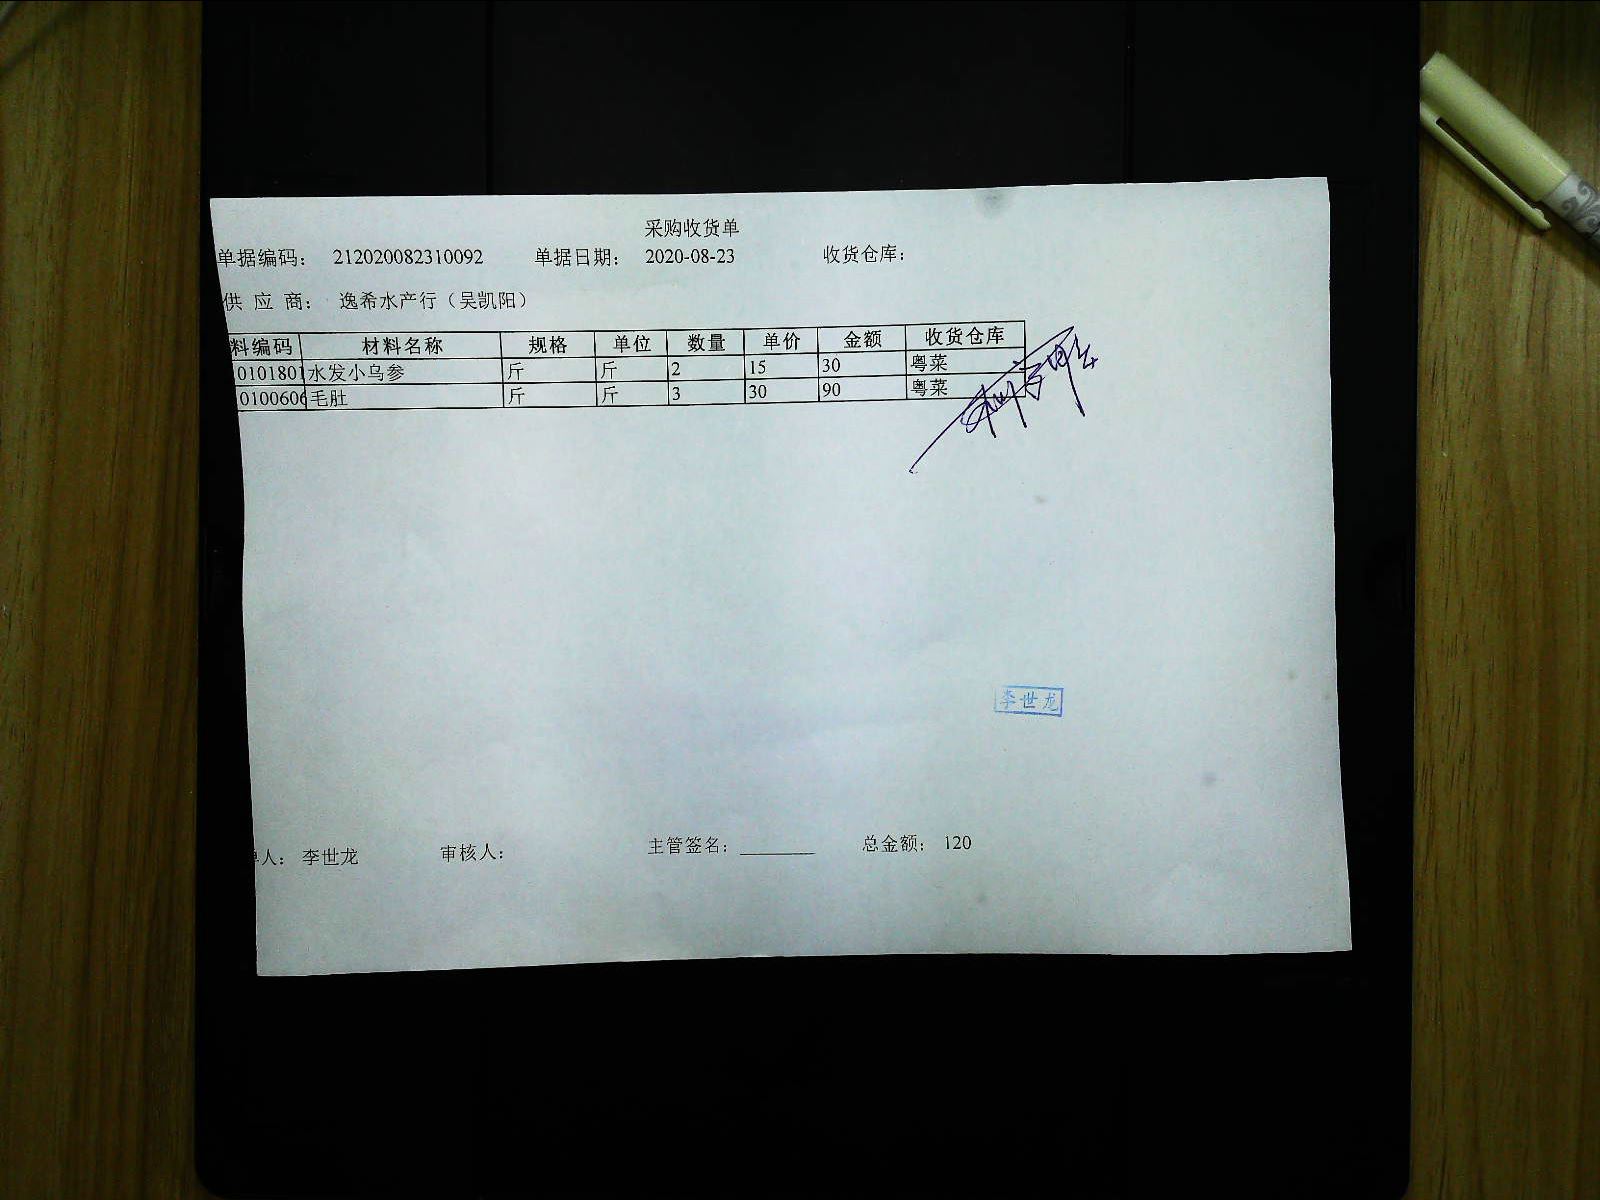 采购收货单
单据编码： 212020082310092 单据日期： 2020-08-23 收货仓库：
供 应 商： 逸希水产行（吴凯阳）
料编码 材料名称 规格 单位 数量 单价 金额 收货仓库
0101801 水发小乌参 斤 斤 2 15 30 粤菜
0100606 毛肚 斤 斤 3 30 90 粤菜
李世龙
人： 李世龙 审核人： 主管签名： 总金额： 120